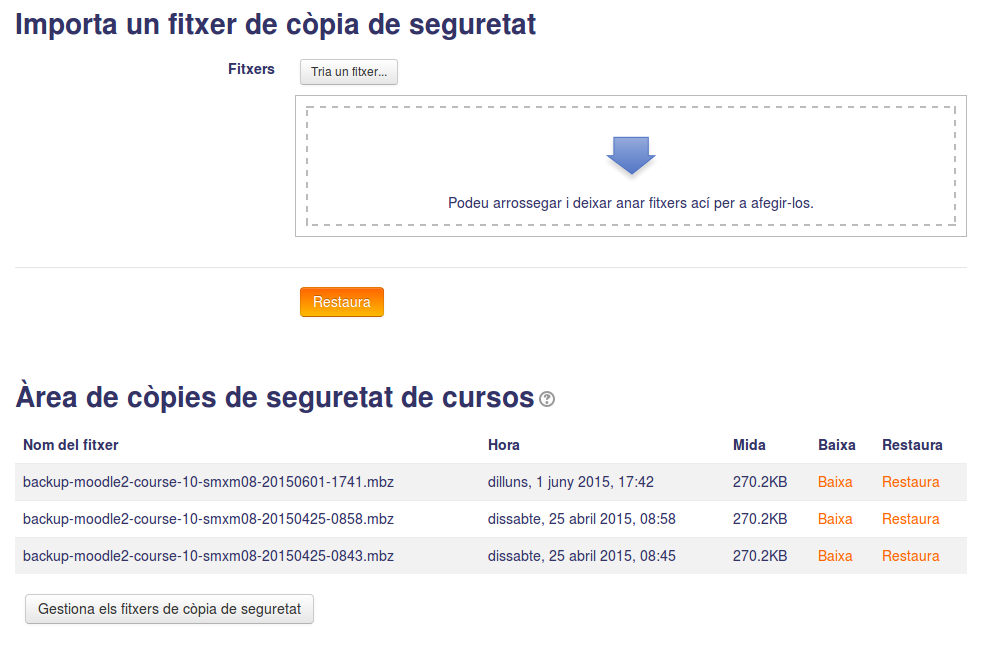 Importa un fitxer de còpia de seguretat
Fitxers Tria un fitxer...
Podeu arrossegar i deixar anar fitxers ací per a afegir-los.
Restaura
Àrea de còpies de seguretat de cursos ?
Nom del fitxer Hora Mida Baixa Restaura
backup-moodle2-course-10-smxm08-20150601-1741.mbz dilluns, 1 juny 2015, 17:42 270.2KB Baixa Restaura
backup-moodle2-course-10-smxm08-20150425-0858.mbz dissabte, 25 abril 2015, 08:58 270.2KB Baixa Restaura
backup-moodle2-course-10-smxm08-20150425-0843.mbz dissabte, 25 abril 2015, 08:45 270.2KB Baixa Restaura
Gestiona els fitxers de còpia de seguretat